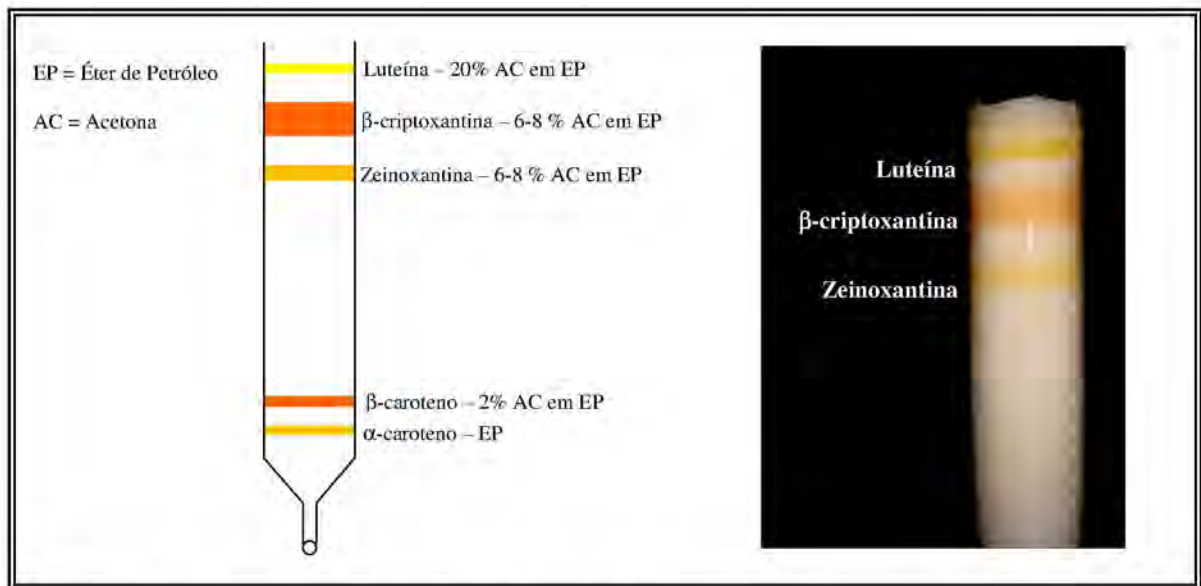 EP = Éter de Petróleo
AC = Acetona
Luteína – 20% AC em EP
β-criptoxantina – 6-8 % AC em EP
Zeinoxantina – 6-8 % AC em EP
β-caroteno – 2% AC em EP
α-caroteno – EP
Luteína
β-criptoxantina
Zeinoxantina